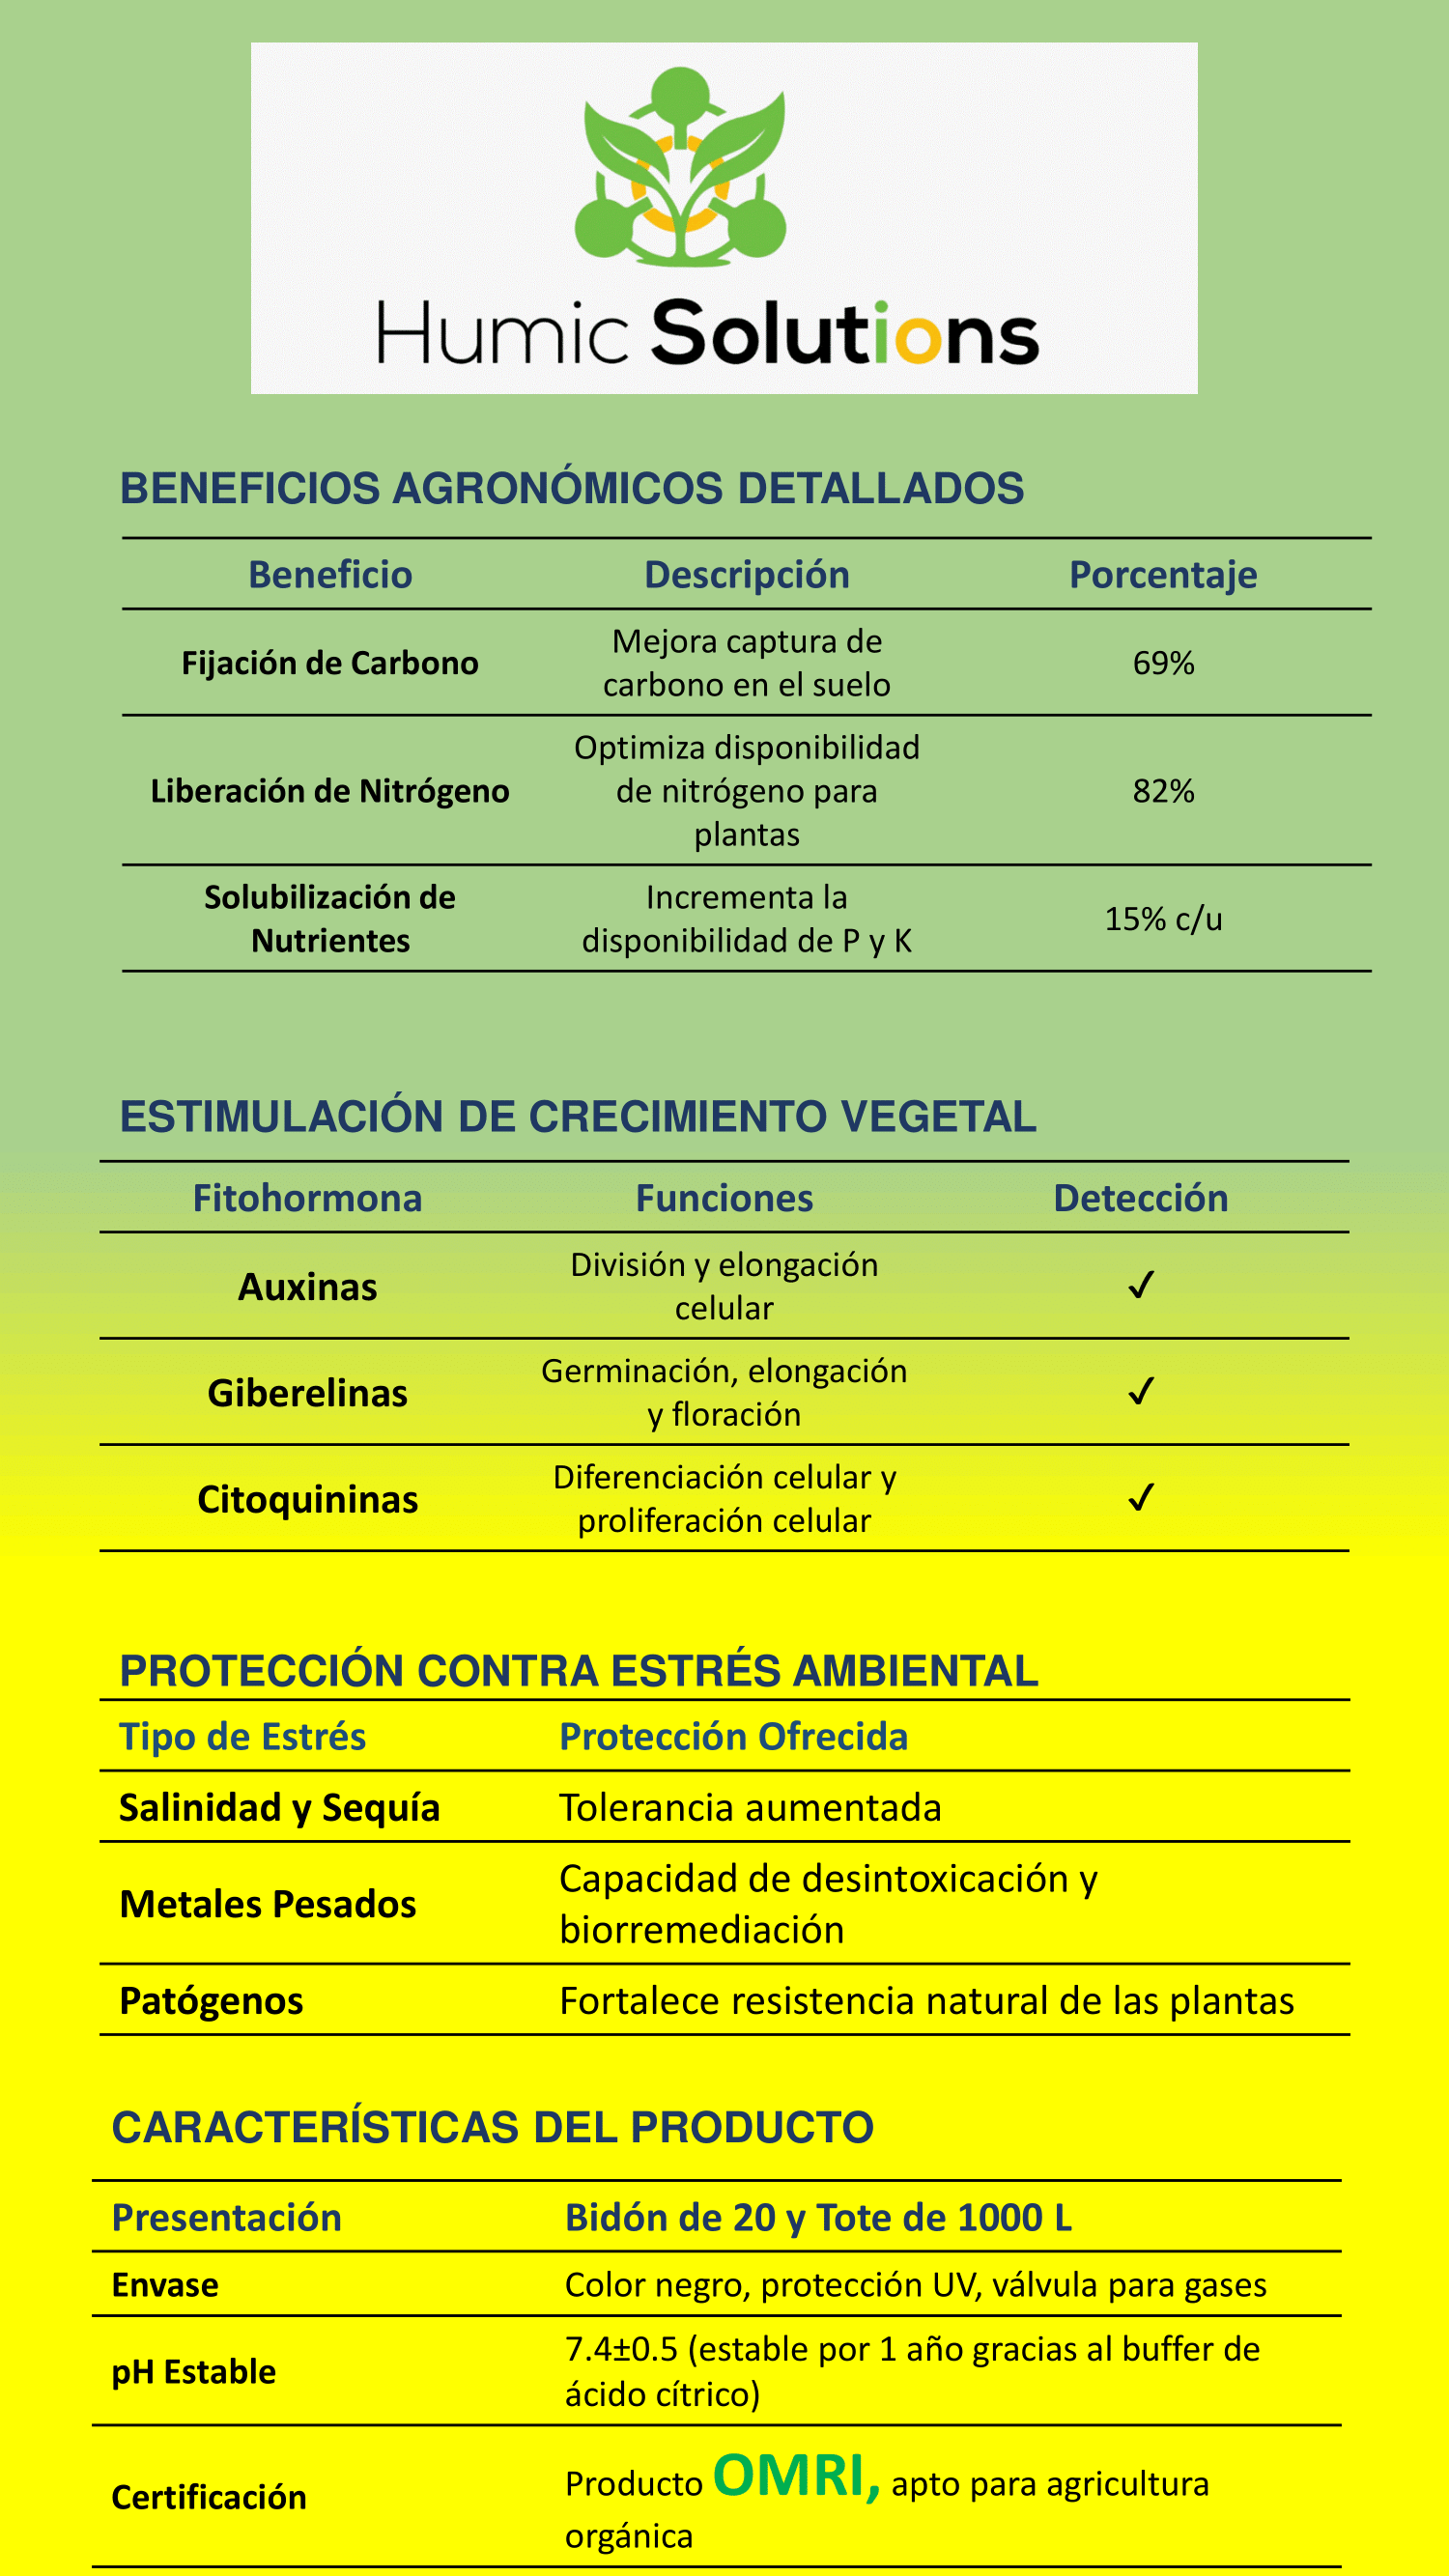 Humic Solutions
BENEFICIOS AGRONÓMICOS DETALLADOS
Beneficio Descripción Porcentaje
Fijación de Carbono
Mejora captura de
carbono en el suelo
69%
Liberación de Nitrógeno
Optimiza disponibilidad
de nitrógeno para
plantas
82%
Solubilización de
Nutrientes
Incrementa la
disponibilidad de P y K
15% c/u
ESTIMULACIÓN DE CRECIMIENTO VEGETAL
Fitohormona Funciones Detección
Auxinas
División y elongación
celular
✓
Giberelinas
Germinación, elongación
y floración
✓
Citoquininas
Diferenciación celular y
proliferación celular
✓
PROTECCIÓN CONTRA ESTRÉS AMBIENTAL
Tipo de Estrés Protección Ofrecida
Salinidad y Sequía Tolerancia aumentada
Metales Pesados
Capacidad de desintoxicación y
biorremediación
Patógenos Fortalece resistencia natural de las plantas
CARACTERÍSTICAS DEL PRODUCTO
Presentación Bidón de 20 y Tote de 1000 L
Envase Color negro, protección UV, válvula para gases
pH Estable
7.4±0.5 (estable por 1 año gracias al buffer de
ácido cítrico)
Certificación
Producto OMRI, apto para agricultura
orgánica